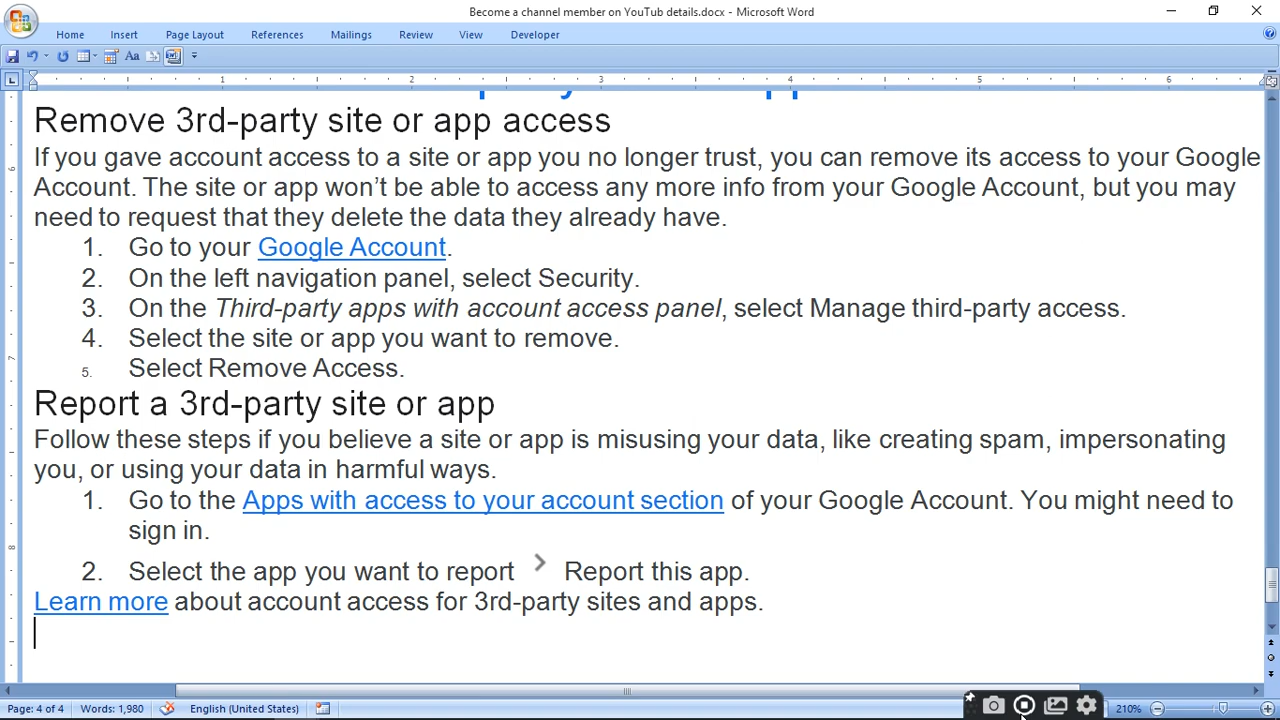 Become a channel member on YouTub details.docx - Microsoft Word
Home Insert Page Layout References Mailings Review View Developer
Aa
1 2 3 4 5 6
Remove 3rd-party site or app access
If you gave account access to a site or app you no longer trust, you can remove its access to your Google
Account. The site or app won’t be able to access any more info from your Google Account, but you may
need to request that they delete the data they already have.
1. Go to your Google Account.
2. On the left navigation panel, select Security.
3. On the Third-party apps with account access panel, select Manage third-party access.
4. Select the site or app you want to remove.
5. Select Remove Access.
Report a 3rd-party site or app
Follow these steps if you believe a site or app is misusing your data, like creating spam, impersonating
you, or using your data in harmful ways.
1. Go to the Apps with access to your account section of your Google Account. You might need to
sign in.
2. Select the app you want to report > Report this app.
Learn more about account access for 3rd-party sites and apps.
Page: 4 of 4 Words: 1,980 English (United States) 210%